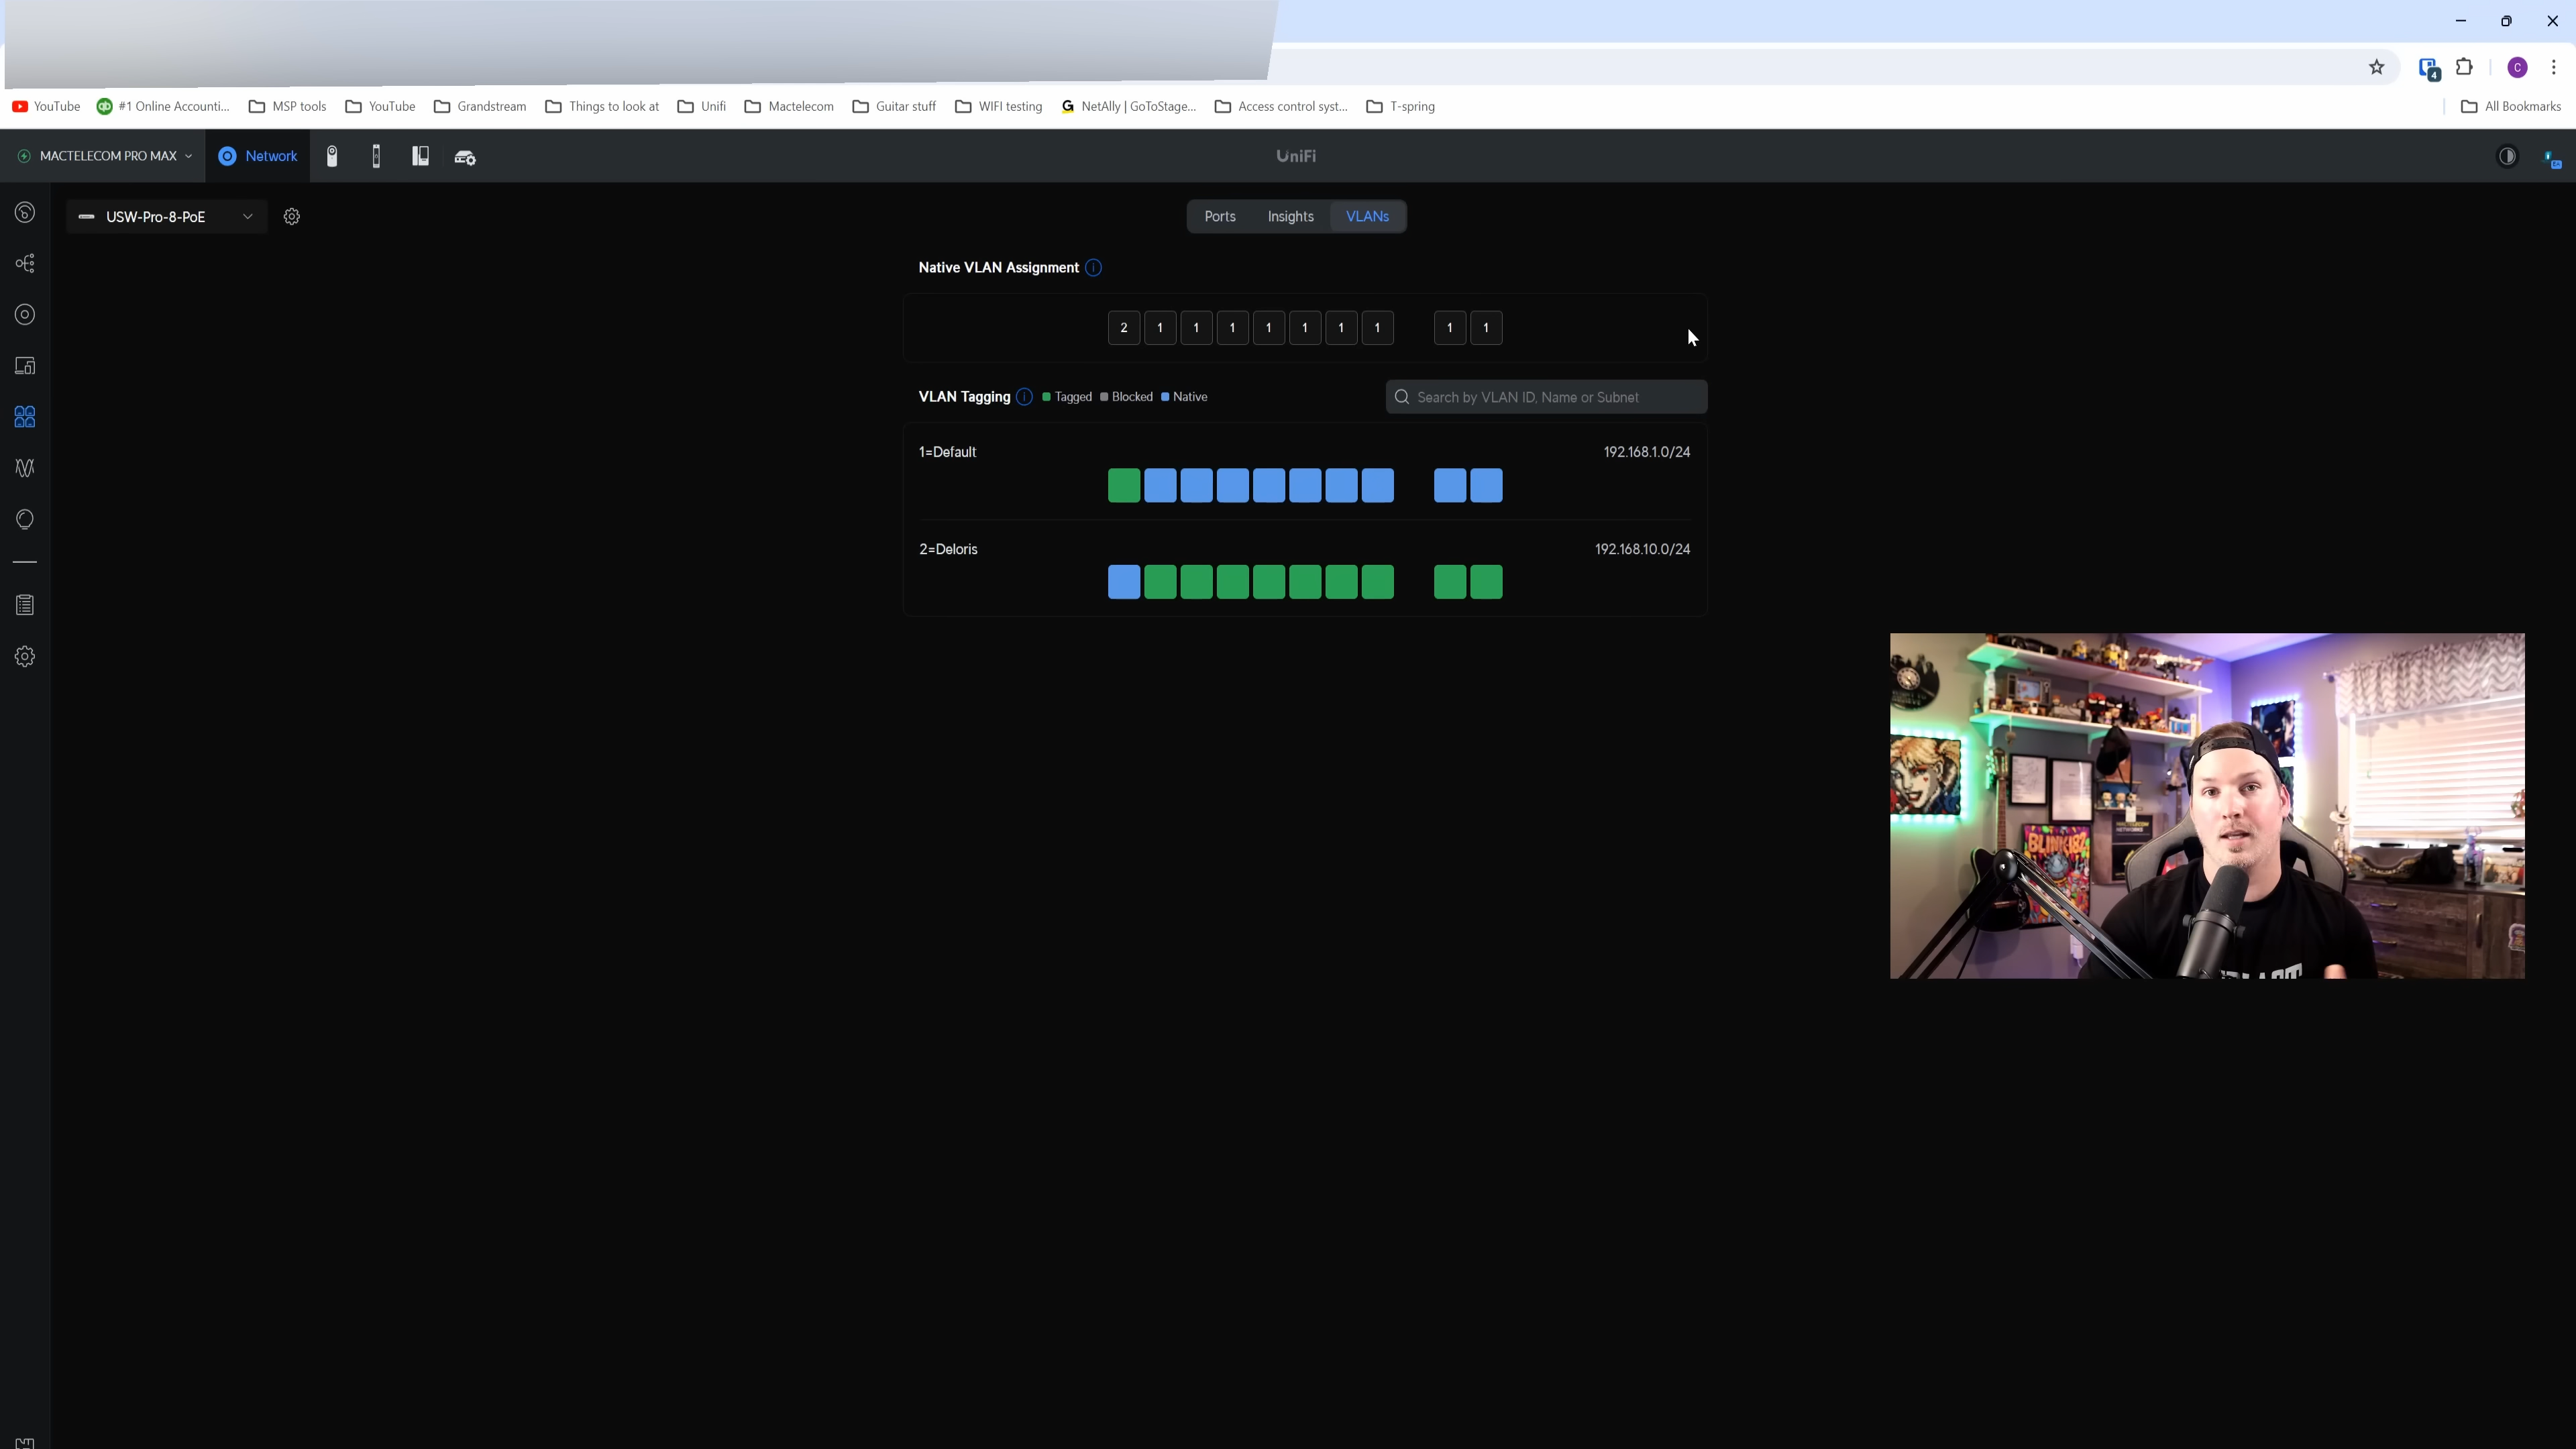 YouTube #1 Online Accounti... MSP tools YouTube Grandstream Things to look at Unifi Mactelecom Guitar stuff WIFI testing NetAlly | GoToStage... Access control syst... T-spring All Bookmarks
4
C
MACTELECOM PRO MAX Network UniFi
USW-Pro-8-PoE Ports Insights VLANs
Native VLAN Assignment
2 1 1 1 1 1 1 1 1 1
VLAN Tagging Tagged Blocked Native Search by VLAN ID, Name or Subnet
1=Default 192.168.1.0/24
2=Deloris 192.168.10.0/24
BLINK182